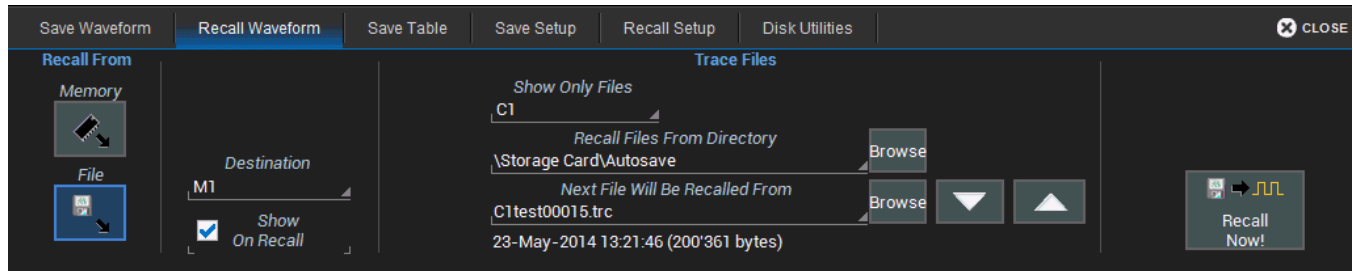 Save Waveform
Recall Waveform
Save Table
Save Setup
Recall Setup
Disk Utilities
CLOSE
Recall From
Memory
File
Destination
M1
Show
On Recall
Trace Files
Show Only Files
C1
Recall Files From Directory
\Storage Card\Autosave
Browse
Next File Will Be Recalled From
C1test00015.trc
Browse
23-May-2014 13:21:46 (200'361 bytes)
Recall
Now!